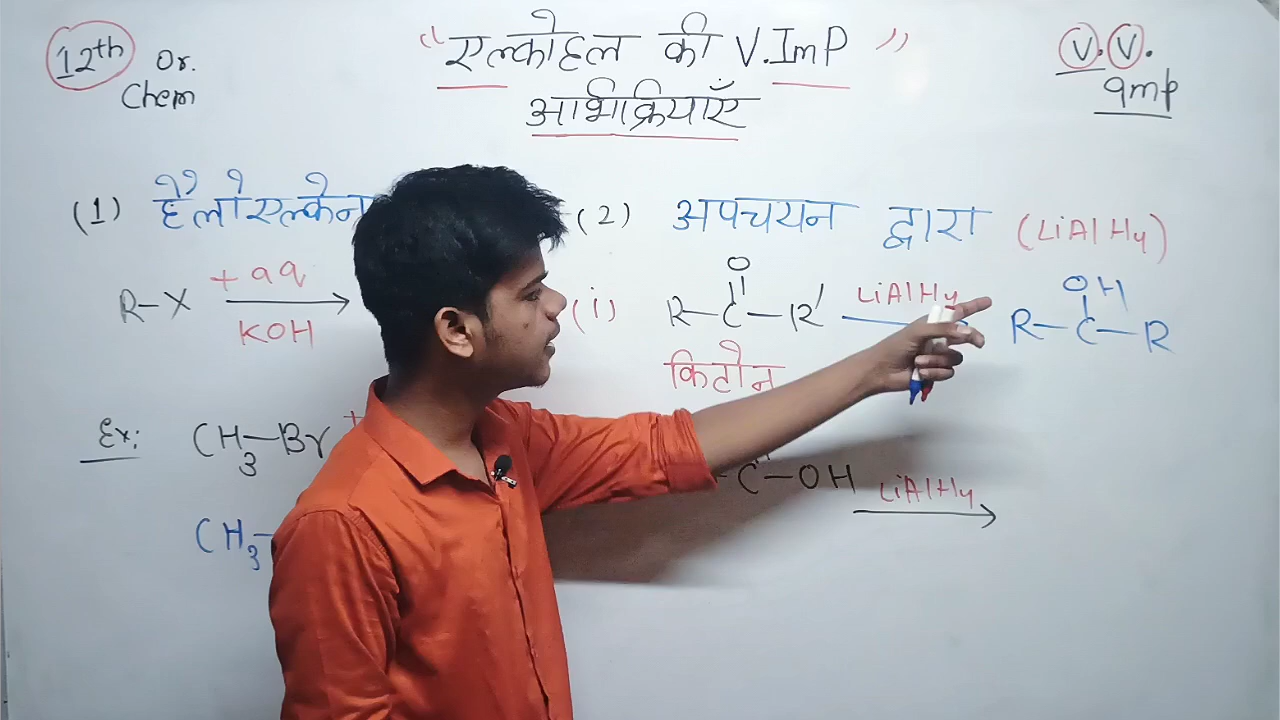 12th Or. Chem
"एल्कोहल की V.ImP"
अभिक्रियाएँ
V.V. Imp
(1) हैलोएल्केन
R-X + aq KOH
Ex: CH3-Br +
CH3-
(2) अपचयन द्वारा (LiAlH4)
(i) R-C-R' LiAlH4 R-C-R
O OH
किटोन
C-OH LiAlH4